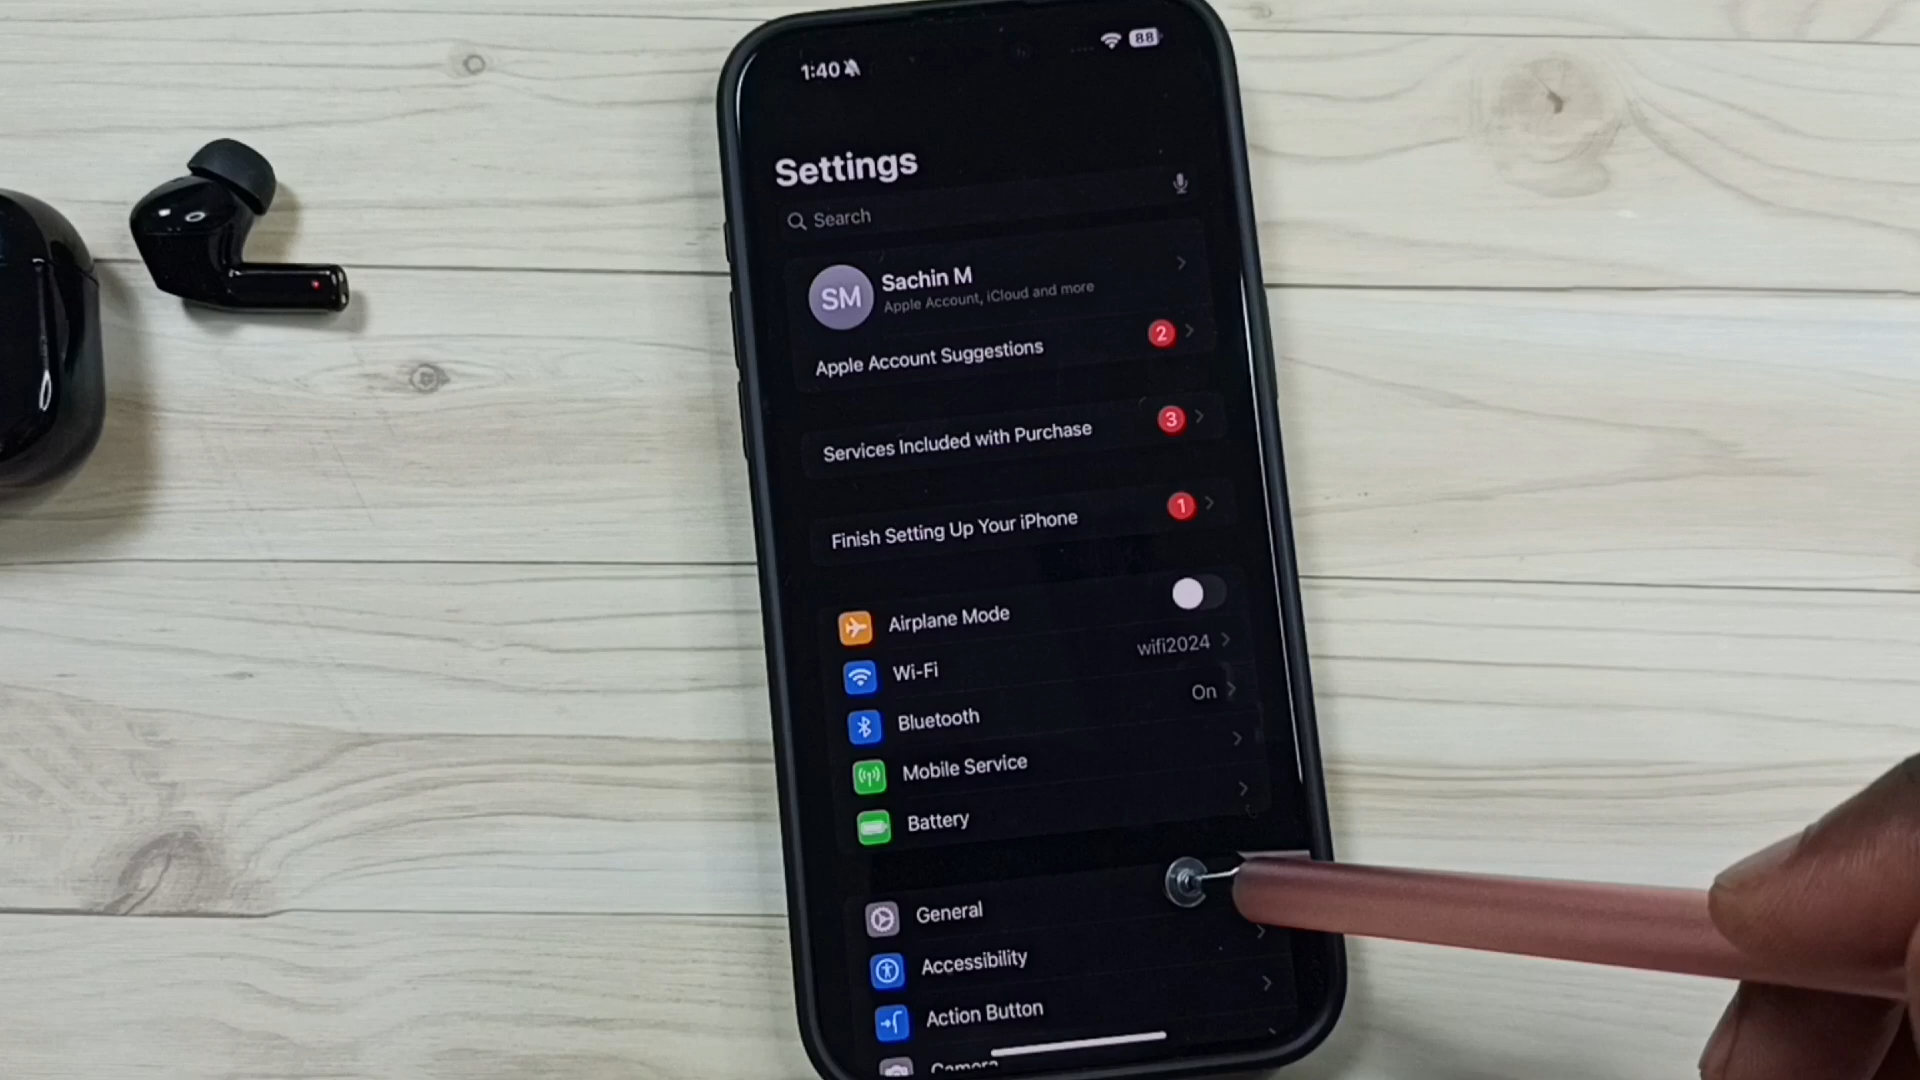 1:40
88
Settings
Search
SM
Sachin M
Apple Account, iCloud and more
Apple Account Suggestions
2
Services Included with Purchase
3
Finish Setting Up Your iPhone
1
Airplane Mode
Wi-Fi
wifi2024
Bluetooth
On
Mobile Service
Battery
General
Accessibility
Action Button
Camera